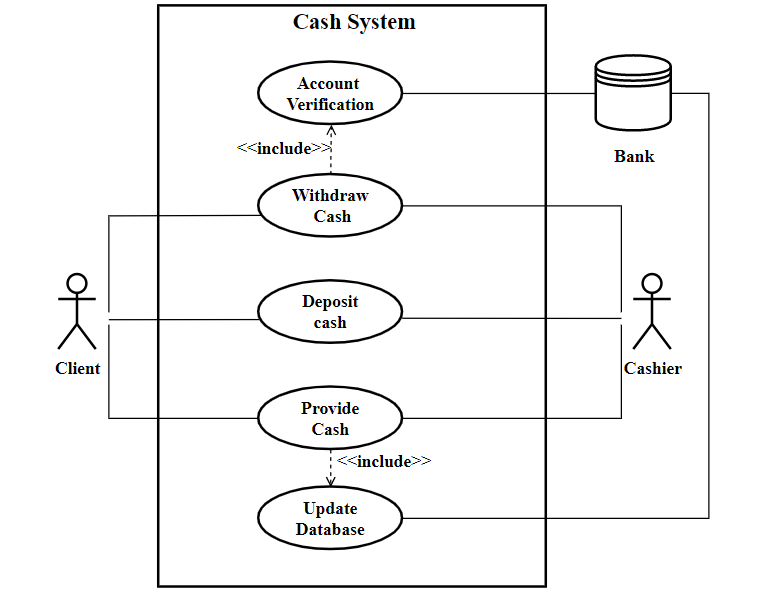 Cash System
Account
Verification
Bank
<<include>>
Withdraw
Cash
Deposit
cash
Client
Cashier
Provide
Cash
<<include>>
Update
Database